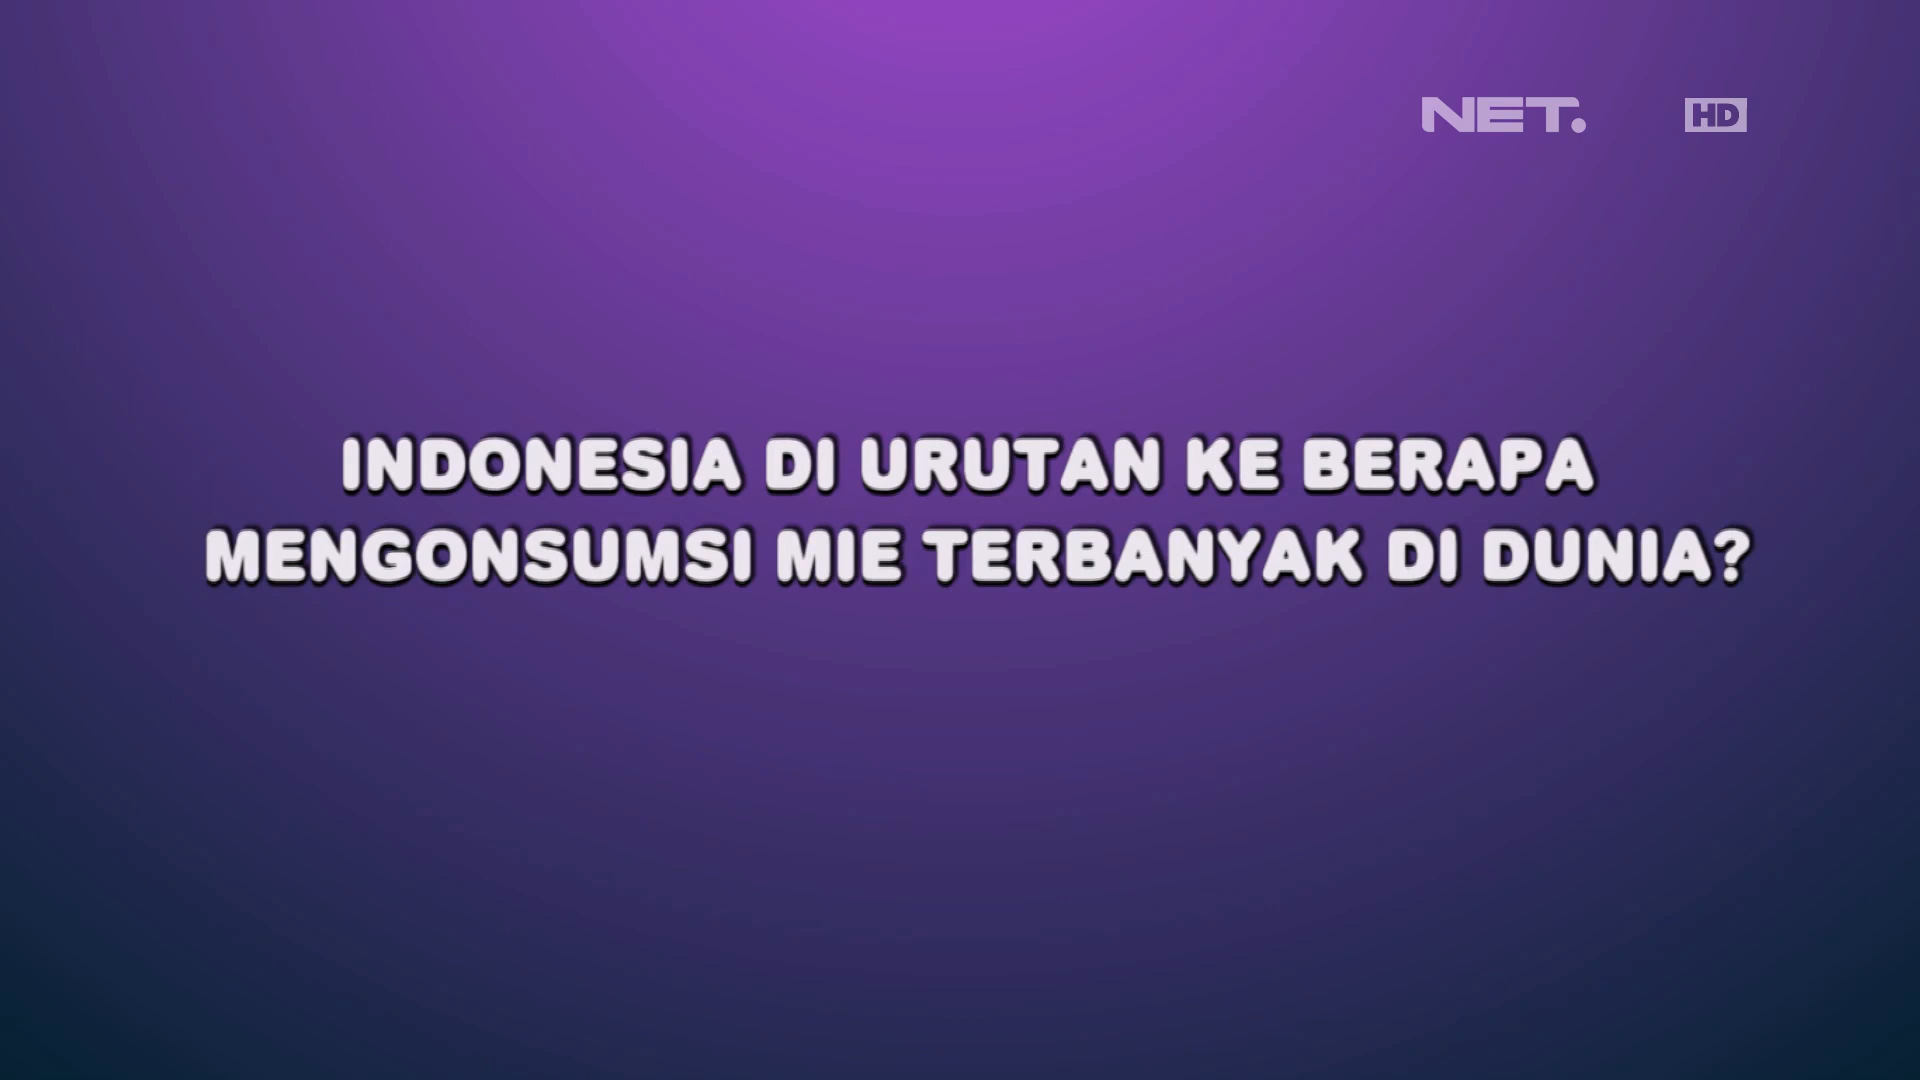 NET. HD
INDONESIA DI URUTAN KE BERAPA
MENGONSUMSI MIE TERBANYAK DI DUNIA?